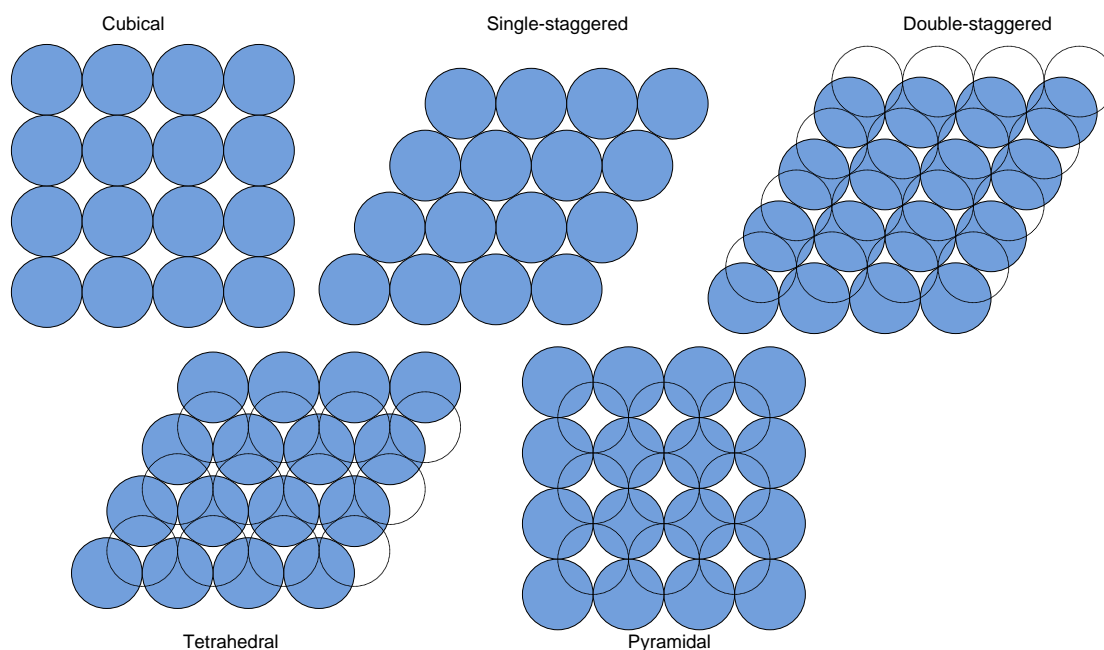 Cubical
Single-staggered
Double-staggered
Tetrahedral
Pyramidal